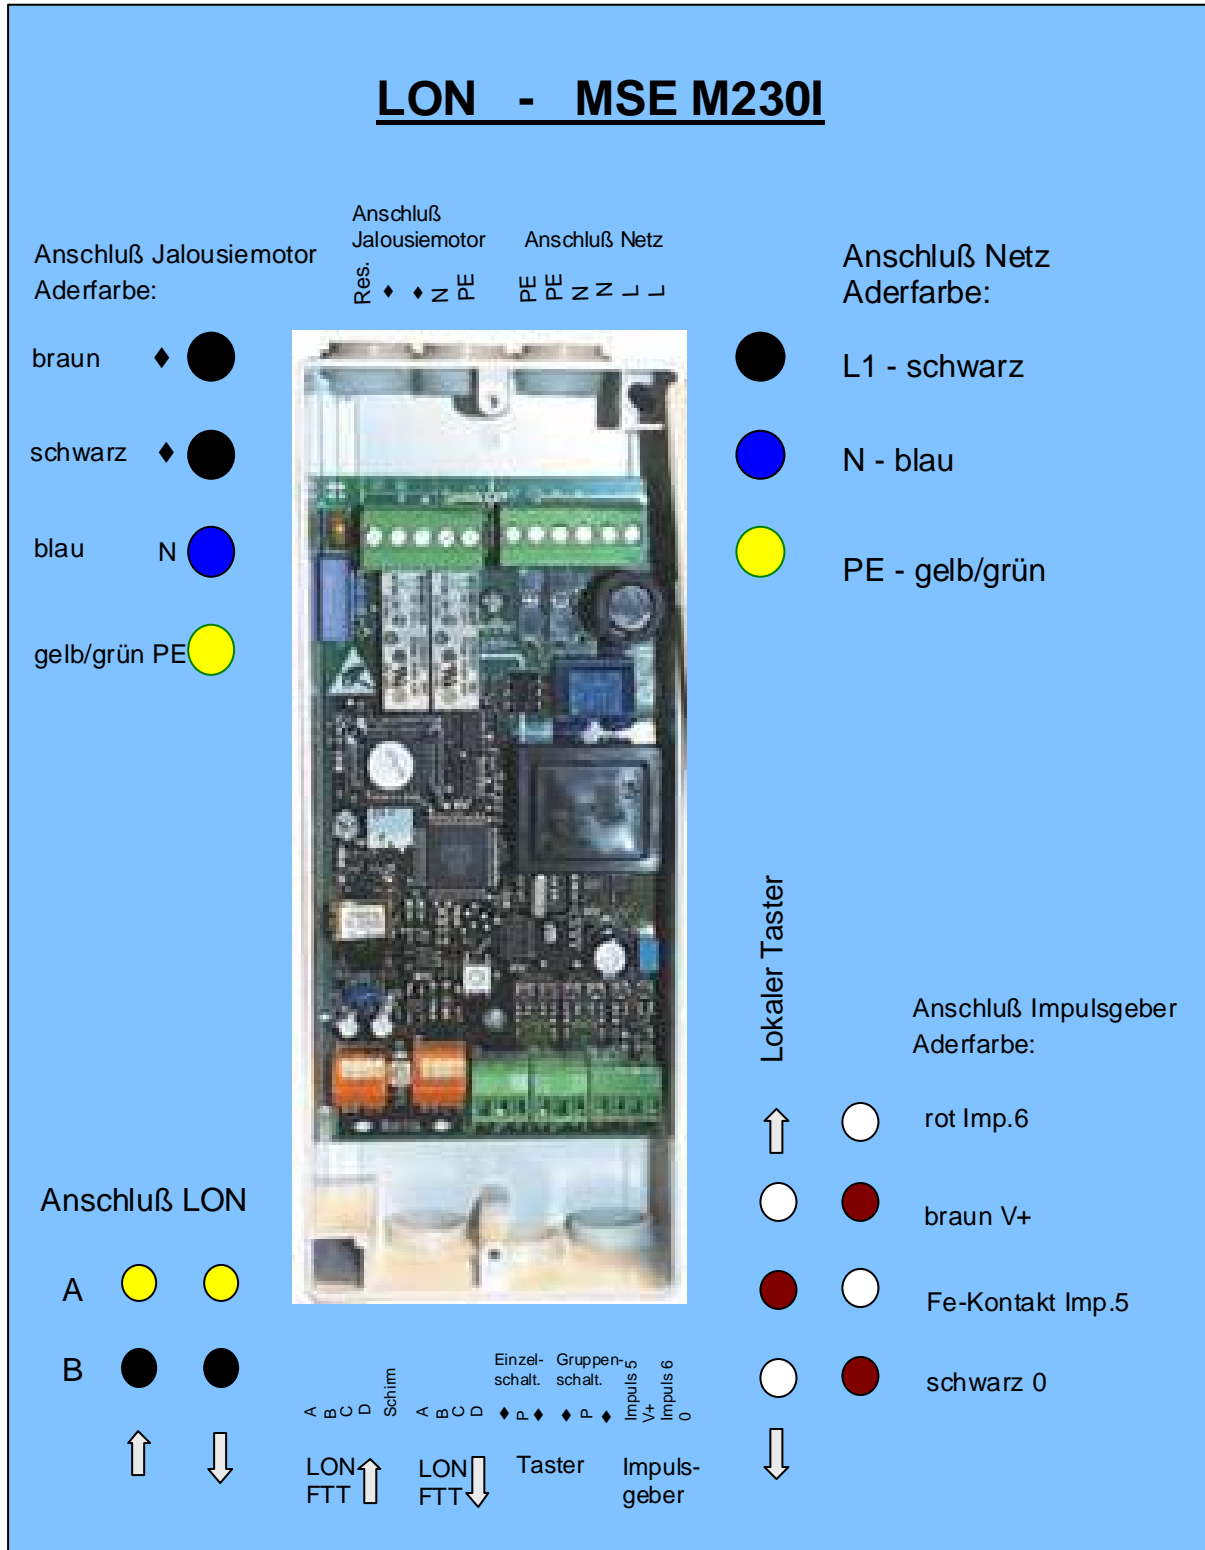 LON - MSE M230I
Anschluß Jalousiemotor
Aderfarbe:
braun ♦
schwarz ♦
blau N
gelb/grün PE
Anschluß
Jalousiemotor
Res. ♦ ♦ N PE
Anschluß Netz
PE PE N N L L
Anschluß Netz
Aderfarbe:
L1 - schwarz
N - blau
PE - gelb/grün
Lokaler Taster
Anschluß Impulsgeber
Aderfarbe:
rot Imp.6
braun V+
Fe-Kontakt Imp.5
schwarz 0
Anschluß LON
A
B
A B C D Schirm
LON
FTT
A B C D
LON
FTT
Einzel-
schalt.
♦ P ♦
Gruppen-
schalt.
♦ P ♦
Taster
Impuls 5
V+
Impuls 6
0
Impuls-
geber